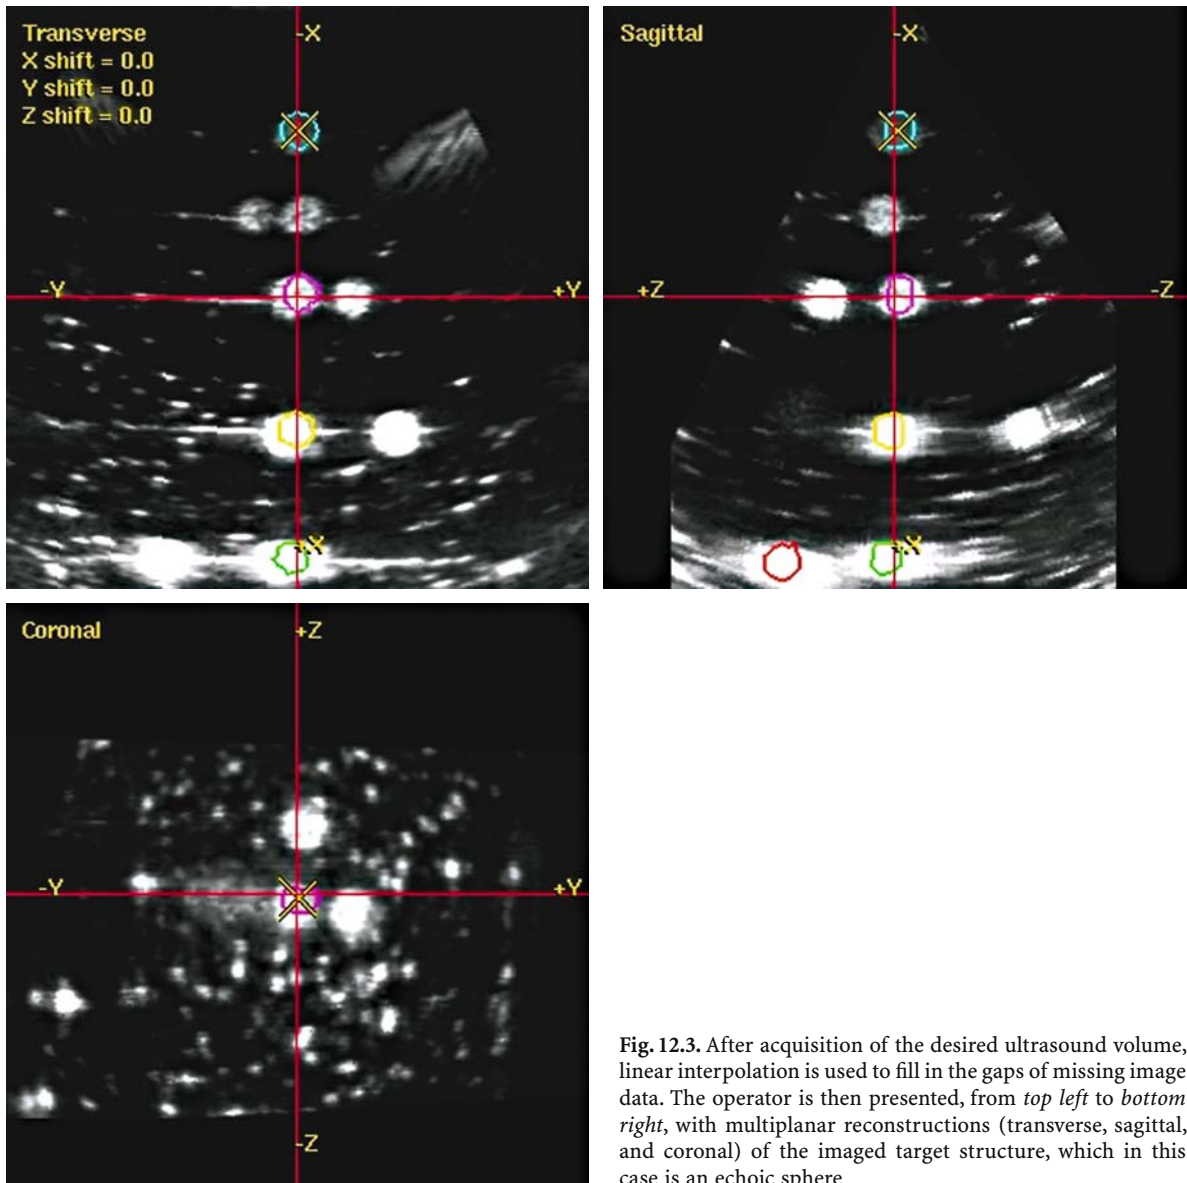 Transverse
X shift = 0.0
Y shift = 0.0
Z shift = 0.0
-X
-Y
+Y
+X
Sagittal
-X
+Z
-Z
+X
Coronal
+Z
-Y
+Y
-Z
Fig. 12.3. After acquisition of the desired ultrasound volume,
linear interpolation is used to fill in the gaps of missing image
data. The operator is then presented, from top left to bottom
right, with multiplanar reconstructions (transverse, sagittal,
and coronal) of the imaged target structure, which in this
case is an echoic sphere